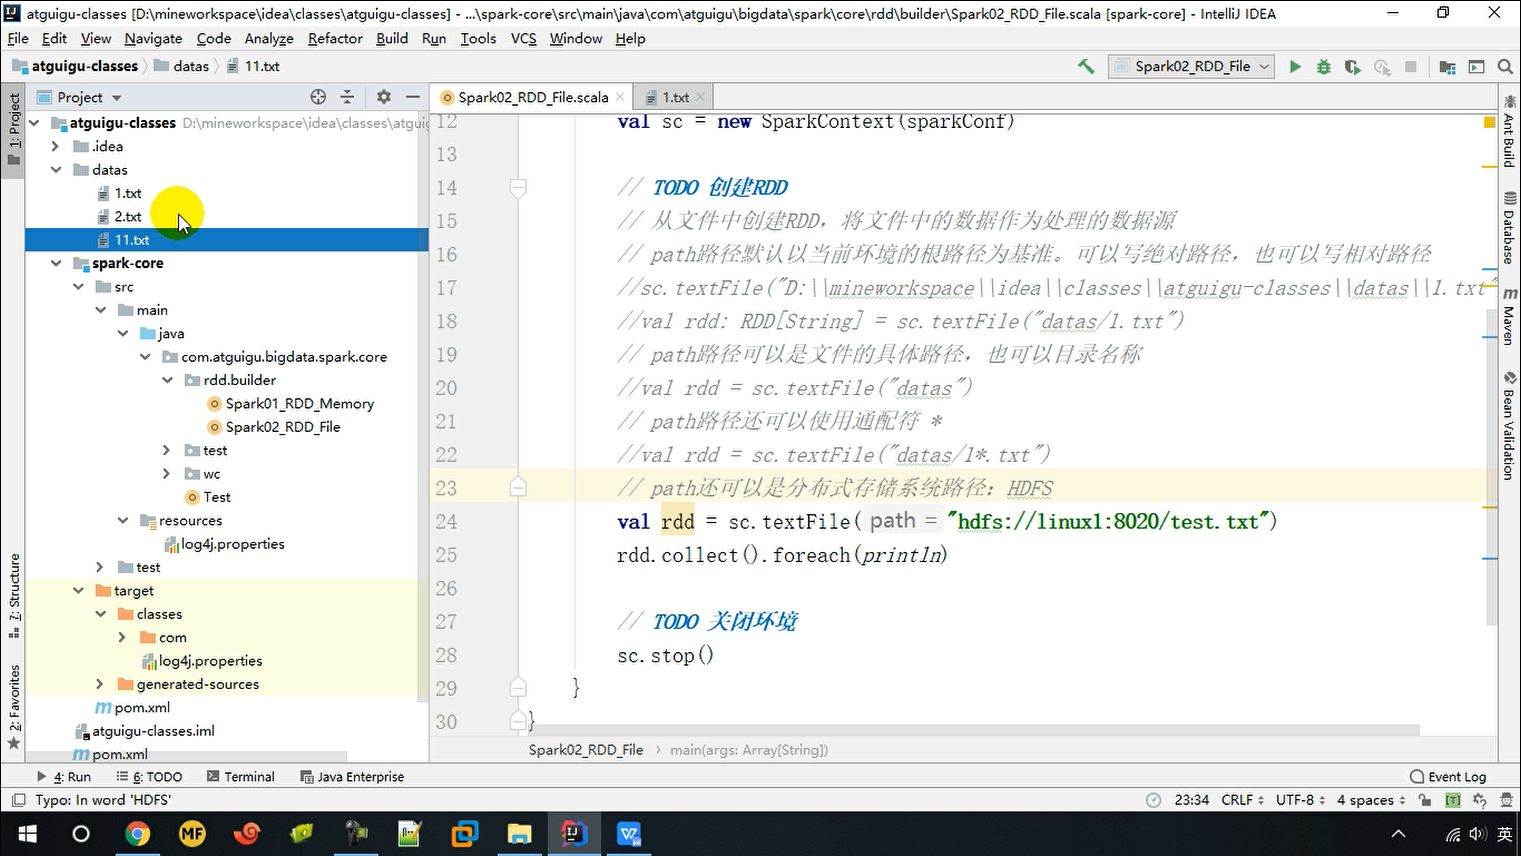 atguigu-classes [D:\mineworkspace\idea\classes\atguigu-classes] - ...\spark-core\src\main\java\com\atguigu\bigdata\spark\core\rdd\builder\Spark02_RDD_File.scala [spark-core] - IntelliJ IDEA
File Edit View Navigate Code Analyze Refactor Build Run Tools VCS Window Help
atguigu-classes datas 11.txt
Spark02_RDD_File
1: Project
7: Structure
2: Favorites
Project
atguigu-classes D:\mineworkspace\idea\classes\atguig
.idea
datas
1.txt
2.txt
11.txt
spark-core
src
main
java
com.atguigu.bigdata.spark.core
rdd.builder
Spark01_RDD_Memory
Spark02_RDD_File
test
wc
Test
resources
log4j.properties
test
target
classes
com
log4j.properties
generated-sources
pom.xml
atguigu-classes.iml
pom.xml
Spark02_RDD_File.scala 1.txt
12 val sc = new SparkContext(sparkConf)
13
14 // TODO 创建RDD
15 // 从文件中创建RDD，将文件中的数据作为处理的数据源
16 // path路径默认以当前环境的根路径为基准。可以写绝对路径，也可以写相对路径
17 //sc.textFile("D:\\mineworkspace\\idea\\classes\\atguigu-classes\\datas\\1.txt"
18 //val rdd: RDD[String] = sc.textFile("datas/1.txt")
19 // path路径可以是文件的具体路径，也可以目录名称
20 //val rdd = sc.textFile("datas")
21 // path路径还可以使用通配符 *
22 //val rdd = sc.textFile("datas/1*.txt")
23 // path还可以是分布式存储系统路径：HDFS
24 val rdd = sc.textFile( path = "hdfs://linux1:8020/test.txt")
25 rdd.collect().foreach(println)
26
27 // TODO 关闭环境
28 sc.stop()
29 }
30 }
Spark02_RDD_File › main(args: Array[String])
Ant Build
Database
Maven
Bean Validation
4: Run 6: TODO Terminal Java Enterprise Event Log
Typo: In word 'HDFS' 23:34 CRLF UTF-8 4 spaces
英